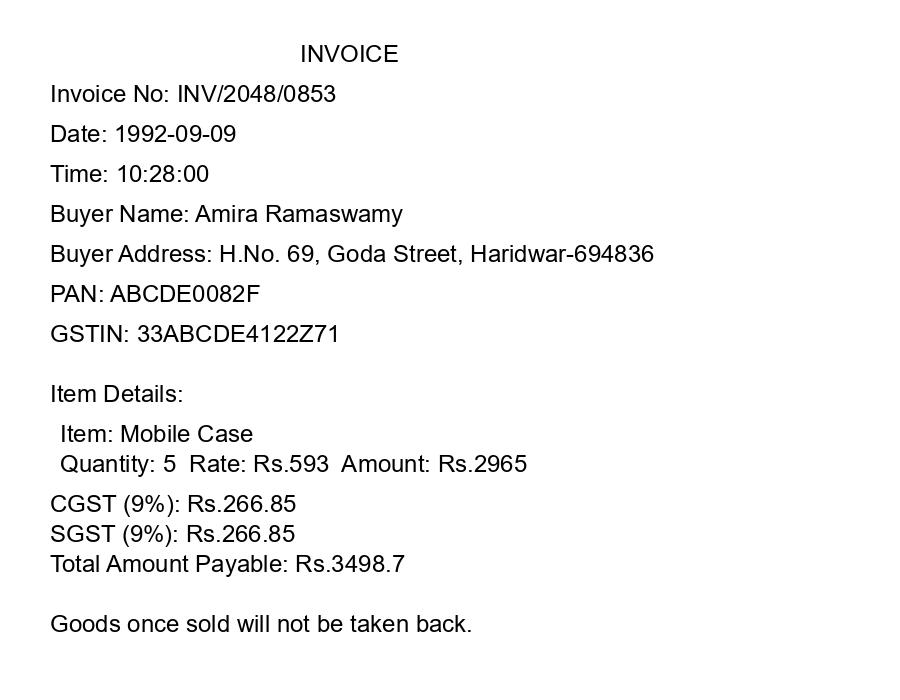 INVOICE
Invoice No: INV/2048/0853
Date: 1992-09-09
Time: 10:28:00
Buyer Name: Amira Ramaswamy
Buyer Address: H.No. 69, Goda Street, Haridwar-694836
PAN: ABCDE0082F
GSTIN: 33ABCDE4122Z71
Item Details:
Item: Mobile Case
Quantity: 5  Rate: Rs.593  Amount: Rs.2965
CGST (9%): Rs.266.85
SGST (9%): Rs.266.85
Total Amount Payable: Rs.3498.7
Goods once sold will not be taken back.